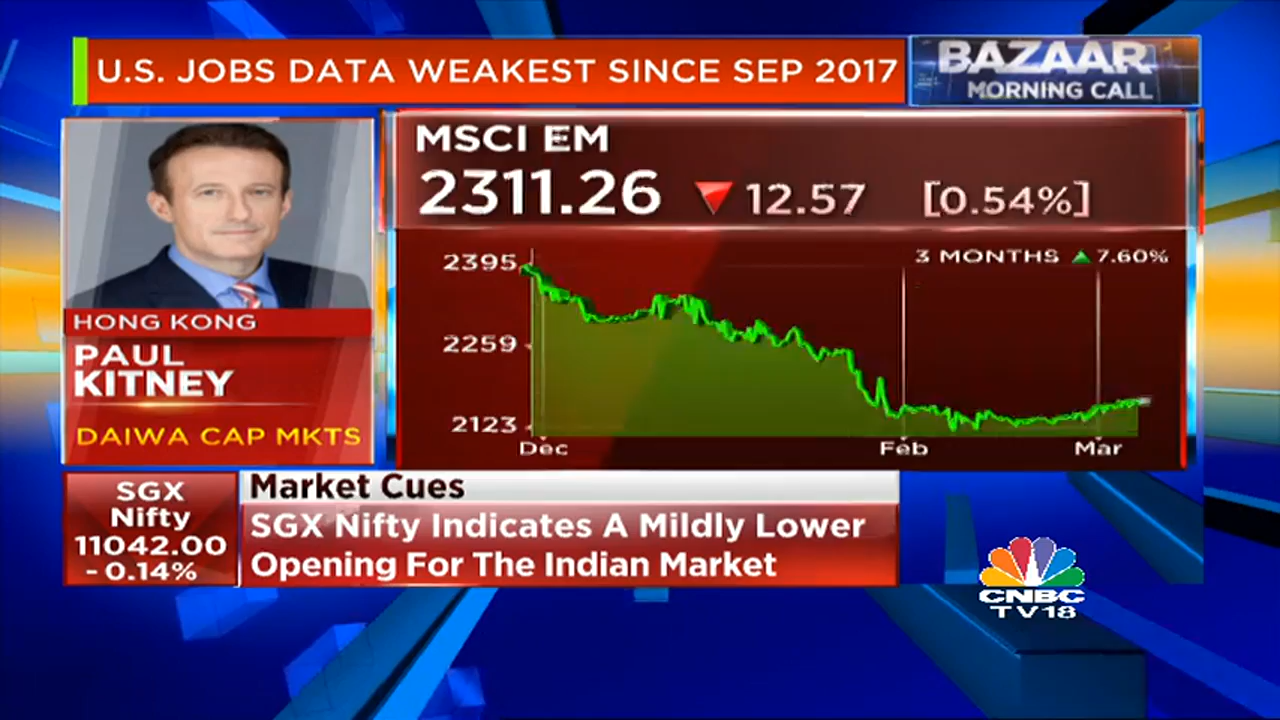 U.S. JOBS DATA WEAKEST SINCE SEP 2017
BAZAAR
MORNING CALL
MSCI EM
2311.26 ▼ 12.57 [0.54%]
3 MONTHS ▲ 7.60%
2395
2259
2123
Dec Feb Mar
HONG KONG
PAUL
KITNEY
DAIWA CAP MKTS
SGX
Nifty
11042.00
- 0.14%
Market Cues
SGX Nifty Indicates A Mildly Lower
Opening For The Indian Market
CNBC
TV18